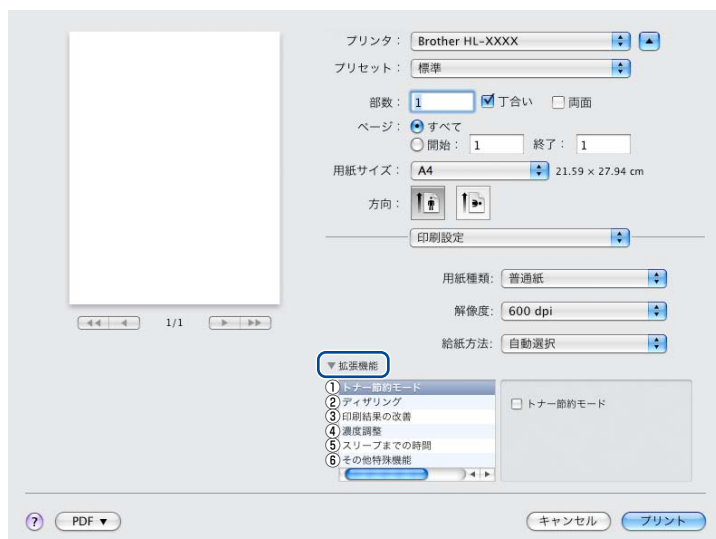 プリンタ： Brother HL-XXXX
プリセット： 標準
部数： 1 丁合い 両面
ページ： すべて
開始： 1 終了： 1
用紙サイズ： A4 21.59 × 27.94 cm
方向：
印刷設定
用紙種類: 普通紙
1/1 解像度: 600 dpi
給紙方法: 自動選択
▼拡張機能
① トナー節約モード
② ディザリング トナー節約モード
③ 印刷結果の改善
④ 濃度調整
⑤ スリープまでの時間
⑥ その他特殊機能
? PDF ▼ キャンセル プリント